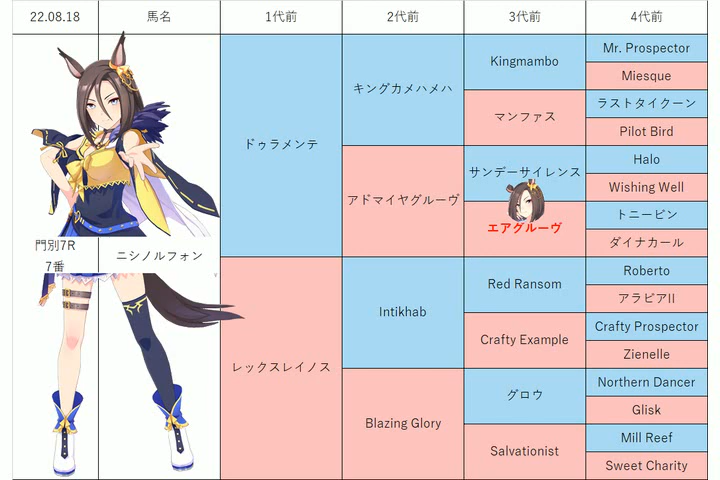 22.08.18 馬名 1代前 2代前 3代前 4代前
門別7R
7番
ニシノルフォン
ドゥラメンテ
レックスレイノス
キングカメハメハ
アドマイヤグルーヴ
Intikhab
Blazing Glory
Kingmambo
マンファス
サンデーサイレンス
エアグルーヴ
Red Ransom
Crafty Example
グロウ
Salvationist
Mr. Prospector
Miesque
ラストタイクーン
Pilot Bird
Halo
Wishing Well
トニービン
ダイナカール
Roberto
アラビアII
Crafty Prospector
Zienelle
Northern Dancer
Glisk
Mill Reef
Sweet Charity